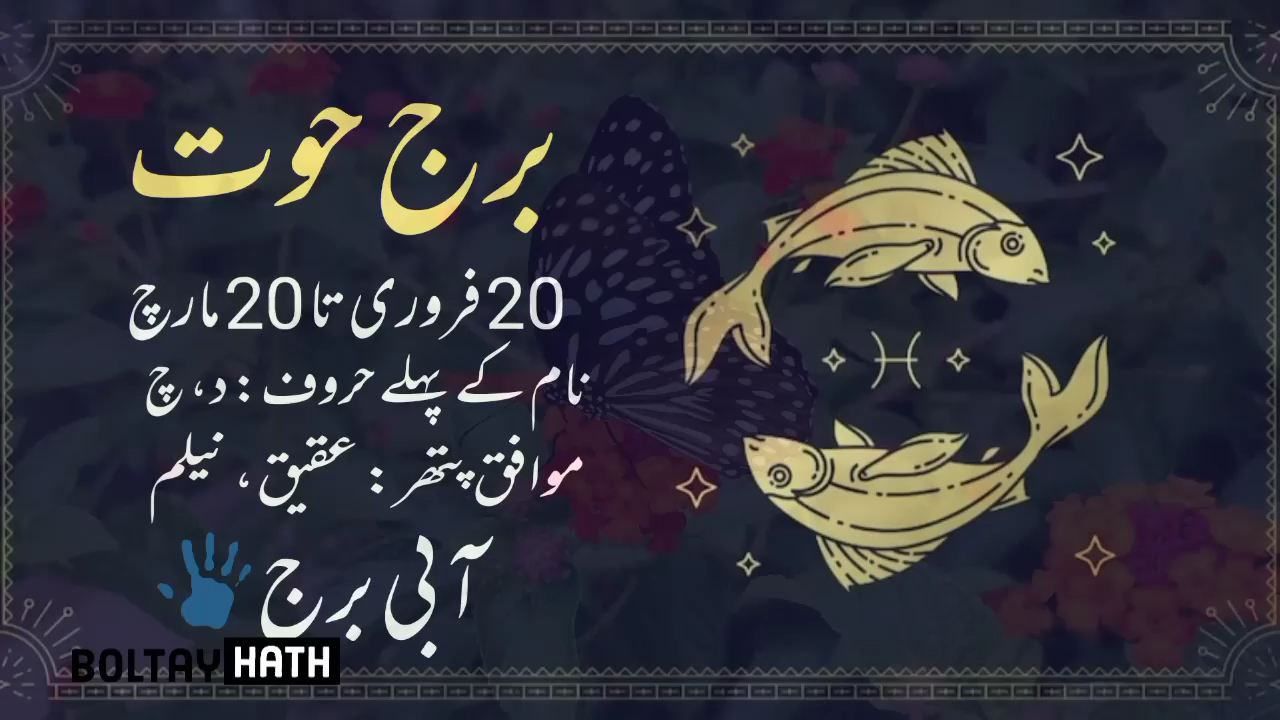 برج حوت
20 فروری تا 20 مارچ
نام کے پہلے حروف : د، چ
موافق پتھر : عقیق، نیلم
آبی برج
BOLTAY HATH